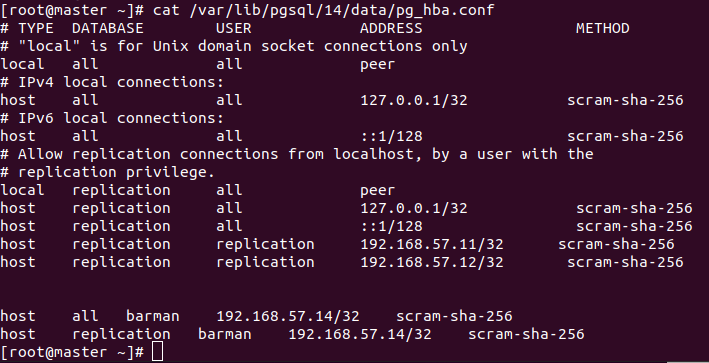 [root@master ~]# cat /var/lib/pgsql/14/data/pg_hba.conf
# TYPE  DATABASE        USER            ADDRESS                 METHOD
# "local" is for Unix domain socket connections only
local   all             all             peer
# IPv4 local connections:
host    all             all             127.0.0.1/32           scram-sha-256
# IPv6 local connections:
host    all             all             ::1/128                scram-sha-256
# Allow replication connections from localhost, by a user with the
# replication privilege.
local   replication     all             peer
host    replication     all             127.0.0.1/32            scram-sha-256
host    replication     all             ::1/128                 scram-sha-256
host    replication     replication     192.168.57.11/32      scram-sha-256
host    replication     replication     192.168.57.12/32       scram-sha-256
host    all   barman    192.168.57.14/32    scram-sha-256
host    replication   barman    192.168.57.14/32    scram-sha-256
[root@master ~]#